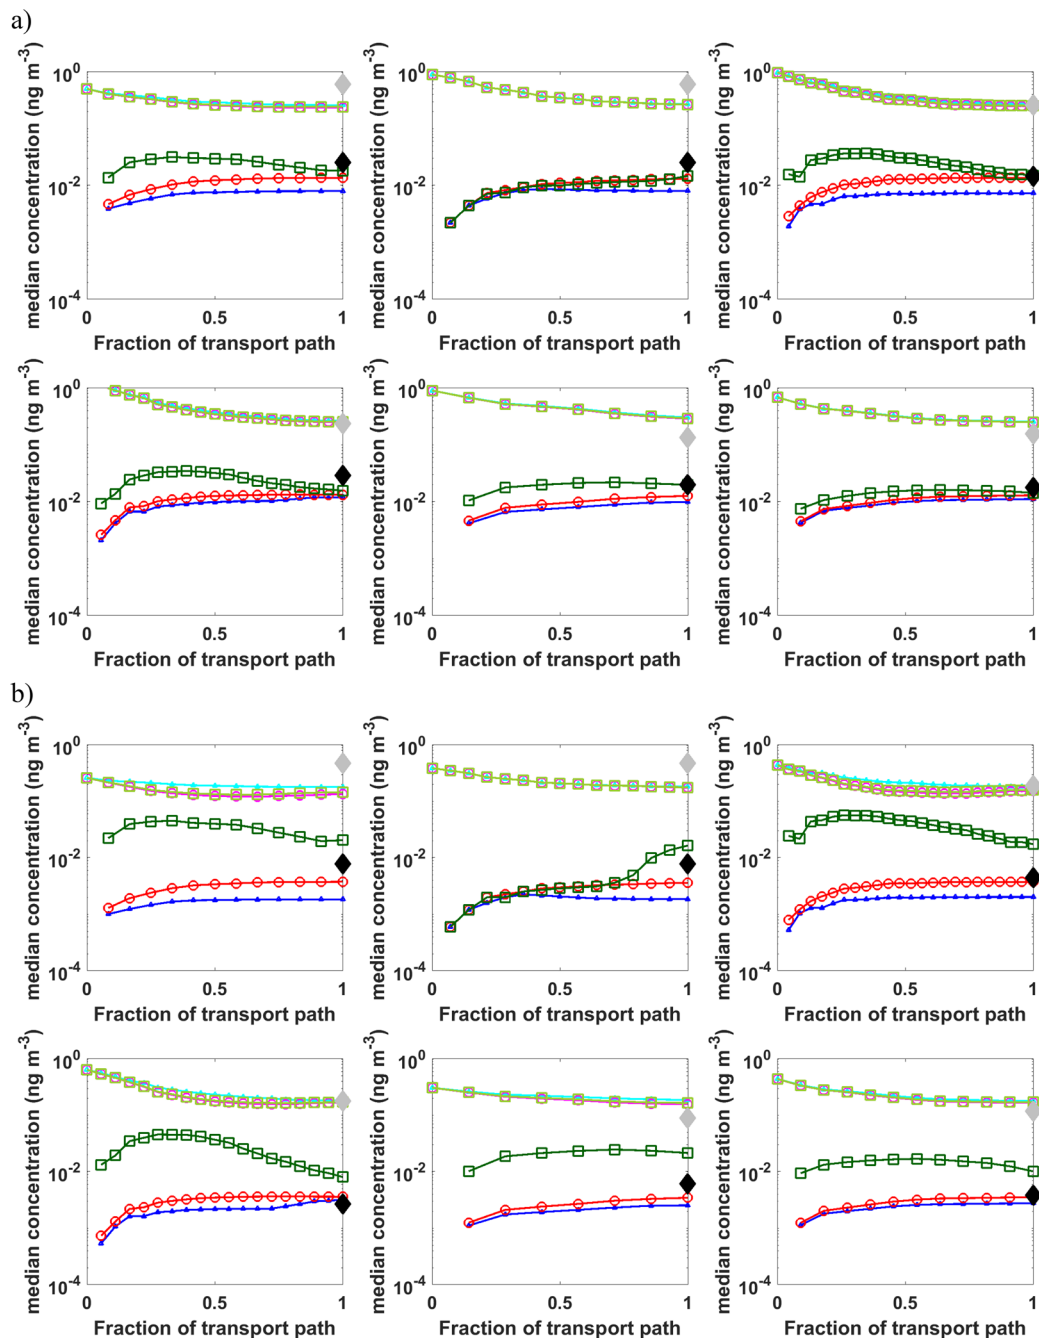 a)
median concentration (ng m⁻³)
10⁰
10⁻²
10⁻⁴
0
0.5
1
Fraction of transport path
median concentration (ng m⁻³)
10⁰
10⁻²
10⁻⁴
0
0.5
1
Fraction of transport path
median concentration (ng m⁻³)
10⁰
10⁻²
10⁻⁴
0
0.5
1
Fraction of transport path
median concentration (ng m⁻³)
10⁰
10⁻²
10⁻⁴
0
0.5
1
Fraction of transport path
median concentration (ng m⁻³)
10⁰
10⁻²
10⁻⁴
0
0.5
1
Fraction of transport path
median concentration (ng m⁻³)
10⁰
10⁻²
10⁻⁴
0
0.5
1
Fraction of transport path
b)
median concentration (ng m⁻³)
10⁰
10⁻²
10⁻⁴
0
0.5
1
Fraction of transport path
median concentration (ng m⁻³)
10⁰
10⁻²
10⁻⁴
0
0.5
1
Fraction of transport path
median concentration (ng m⁻³)
10⁰
10⁻²
10⁻⁴
0
0.5
1
Fraction of transport path
median concentration (ng m⁻³)
10⁰
10⁻²
10⁻⁴
0
0.5
1
Fraction of transport path
median concentration (ng m⁻³)
10⁰
10⁻²
10⁻⁴
0
0.5
1
Fraction of transport path
median concentration (ng m⁻³)
10⁰
10⁻²
10⁻⁴
0
0.5
1
Fraction of transport path